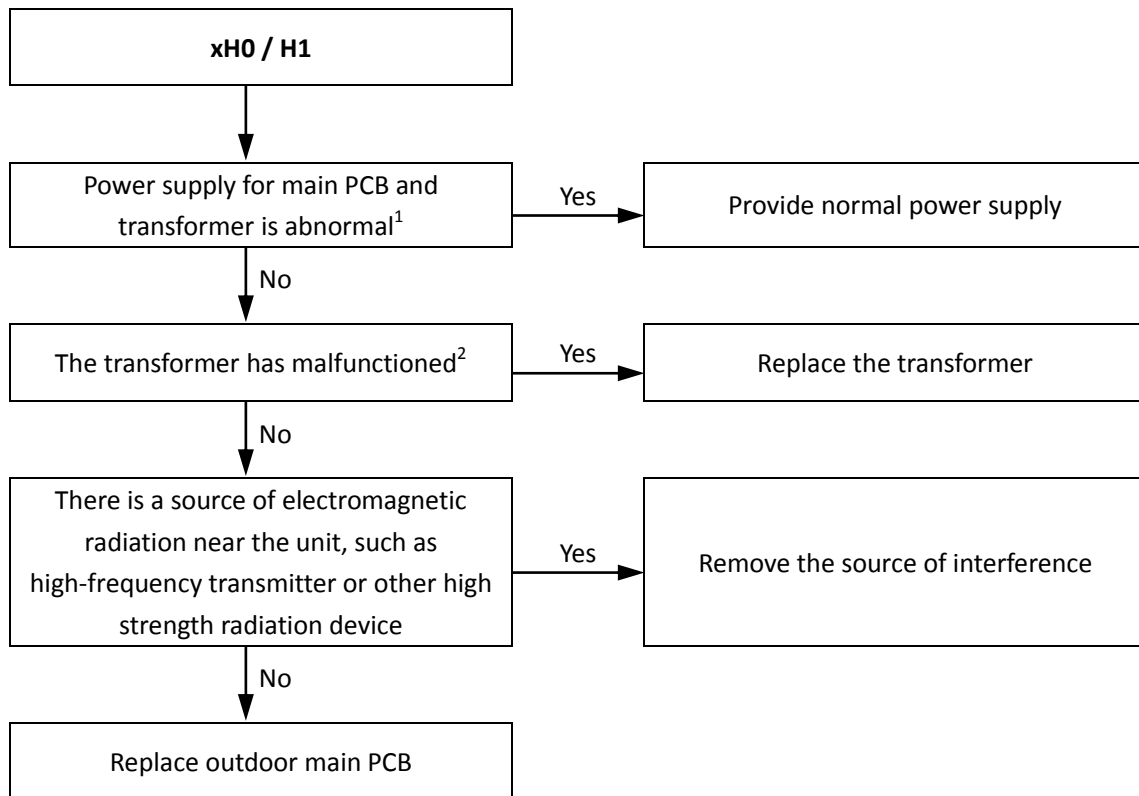 xH0 / H1
Power supply for main PCB and
transformer is abnormal¹
Yes
Provide normal power supply
No
The transformer has malfunctioned²
Yes
Replace the transformer
No
There is a source of electromagnetic
radiation near the unit, such as
high-frequency transmitter or other high
strength radiation device
Yes
Remove the source of interference
No
Replace outdoor main PCB